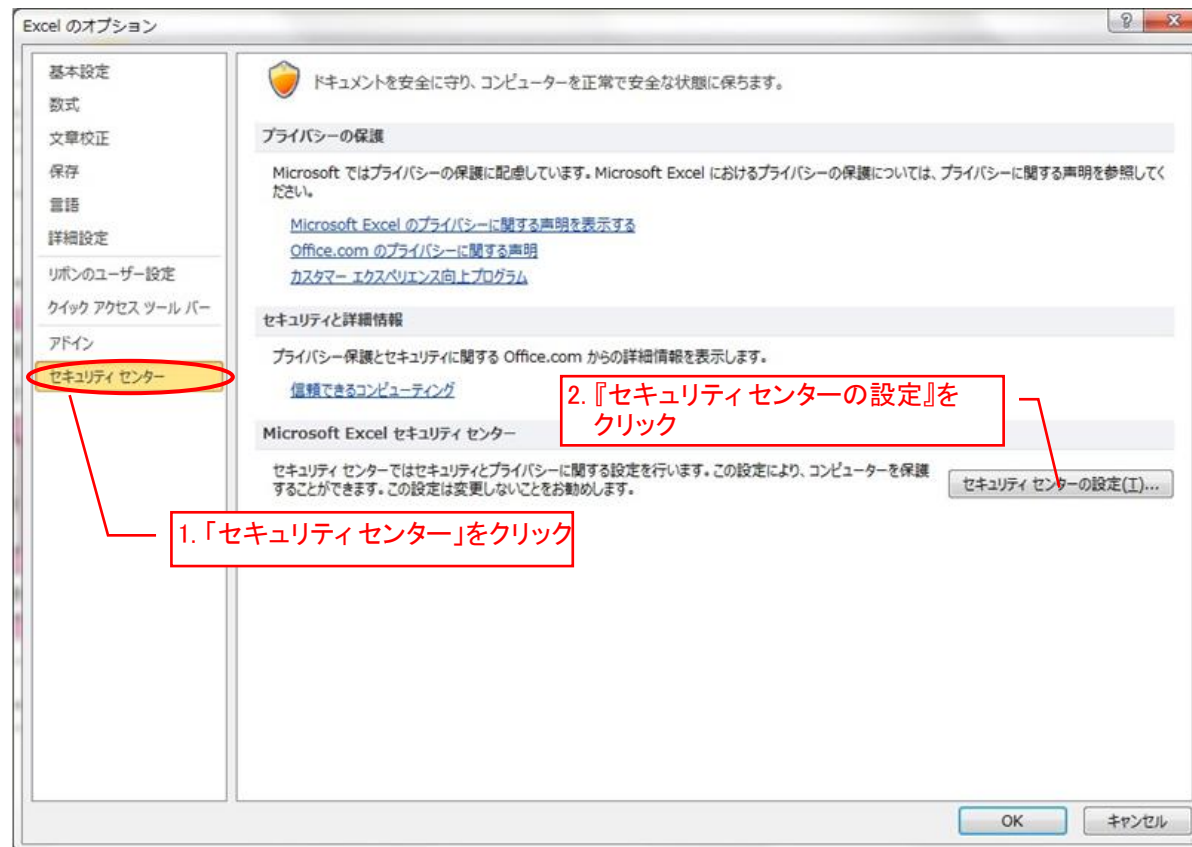 Excel のオプション
基本設定
数式
文章校正
保存
言語
詳細設定
リボンのユーザー設定
クイック アクセス ツール バー
アドイン
セキュリティ センター
ドキュメントを安全に守り、コンピューターを正常で安全な状態に保ちます。
プライバシーの保護
Microsoft ではプライバシーの保護に配慮しています。Microsoft Excel におけるプライバシーの保護については、プライバシーに関する声明を参照してく
ださい。
Microsoft Excel のプライバシーに関する声明を表示する
Office.com のプライバシーに関する声明
カスタマー エクスペリエンス向上プログラム
セキュリティと詳細情報
プライバシー保護とセキュリティに関する Office.com からの詳細情報を表示します。
信頼できるコンピューティング
2.『セキュリティセンターの設定』を
クリック
Microsoft Excel セキュリティ センター
セキュリティ センターではセキュリティとプライバシーに関する設定を行います。この設定により、コンピューターを保護
することができます。この設定は変更しないことをお勧めします。
セキュリティ センターの設定(T)...
1.「セキュリティセンター」をクリック
OK
キャンセル